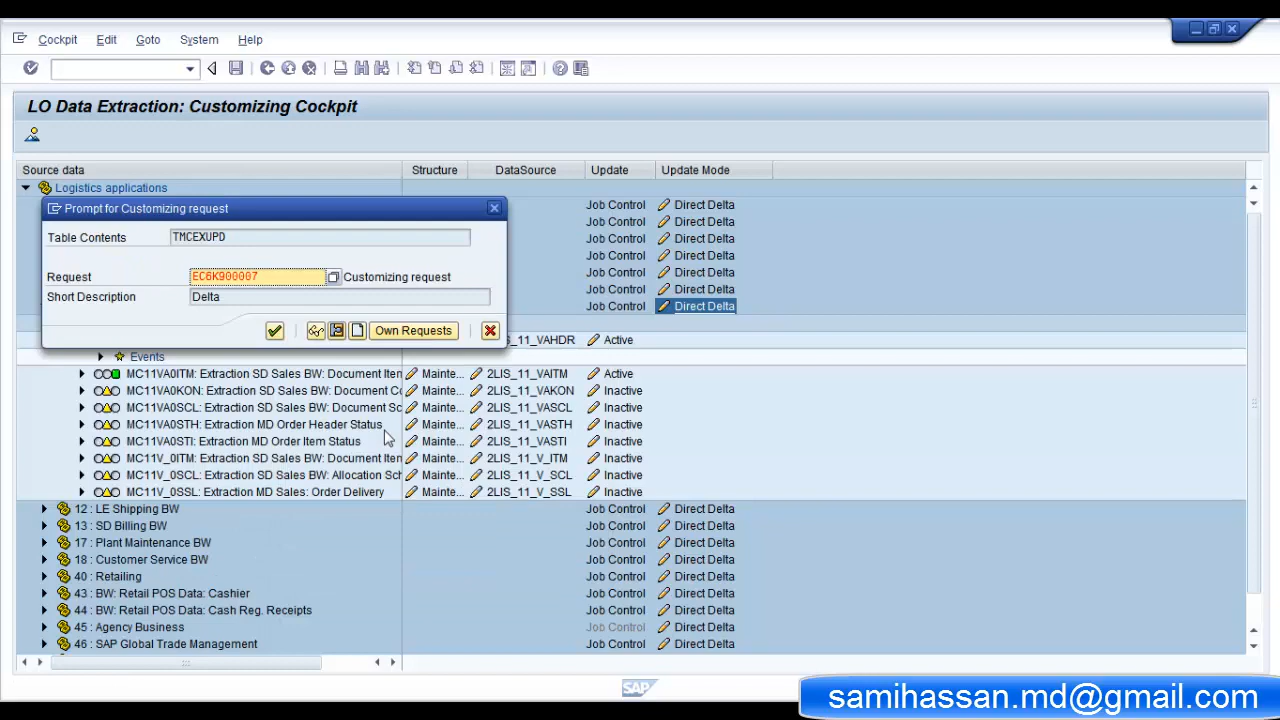 Cockpit Edit Goto System Help
LO Data Extraction: Customizing Cockpit
Source data Structure DataSource Update Update Mode
Logistics applications
Job Control Direct Delta
Job Control Direct Delta
Job Control Direct Delta
Job Control Direct Delta
Job Control Direct Delta
Job Control Direct Delta
Job Control Direct Delta
Prompt for Customizing request
Table Contents TMCEXUPD
Request EC6K900007 Customizing request
Short Description Delta
Own Requests
2LIS_11_VAHDR Active
Events
MC11VA0ITM: Extraction SD Sales BW: Document Iten Mainte... 2LIS_11_VAITM Active
MC11VA0KON: Extraction SD Sales BW: Document Co Mainte... 2LIS_11_VAKON Inactive
MC11VA0SCL: Extraction SD Sales BW: Document Sc Mainte... 2LIS_11_VASCL Inactive
MC11VA0STH: Extraction MD Order Header Status Mainte... 2LIS_11_VASTH Inactive
MC11VA0STI: Extraction MD Order Item Status Mainte... 2LIS_11_VASTI Inactive
MC11V_0ITM: Extraction SD Sales BW: Document Iten Mainte... 2LIS_11_V_ITM Inactive
MC11V_0SCL: Extraction SD Sales BW: Allocation Sch Mainte... 2LIS_11_V_SCL Inactive
MC11V_0SSL: Extraction MD Sales: Order Delivery Mainte... 2LIS_11_V_SSL Inactive
12 : LE Shipping BW Job Control Direct Delta
13 : SD Billing BW Job Control Direct Delta
17 : Plant Maintenance BW Job Control Direct Delta
18 : Customer Service BW Job Control Direct Delta
40 : Retailing Job Control Direct Delta
43 : BW: Retail POS Data: Cashier Job Control Direct Delta
44 : BW: Retail POS Data: Cash Reg. Receipts Job Control Direct Delta
45 : Agency Business Job Control Direct Delta
46 : SAP Global Trade Management Job Control Direct Delta
SAP
samihassan.md@gmail.com